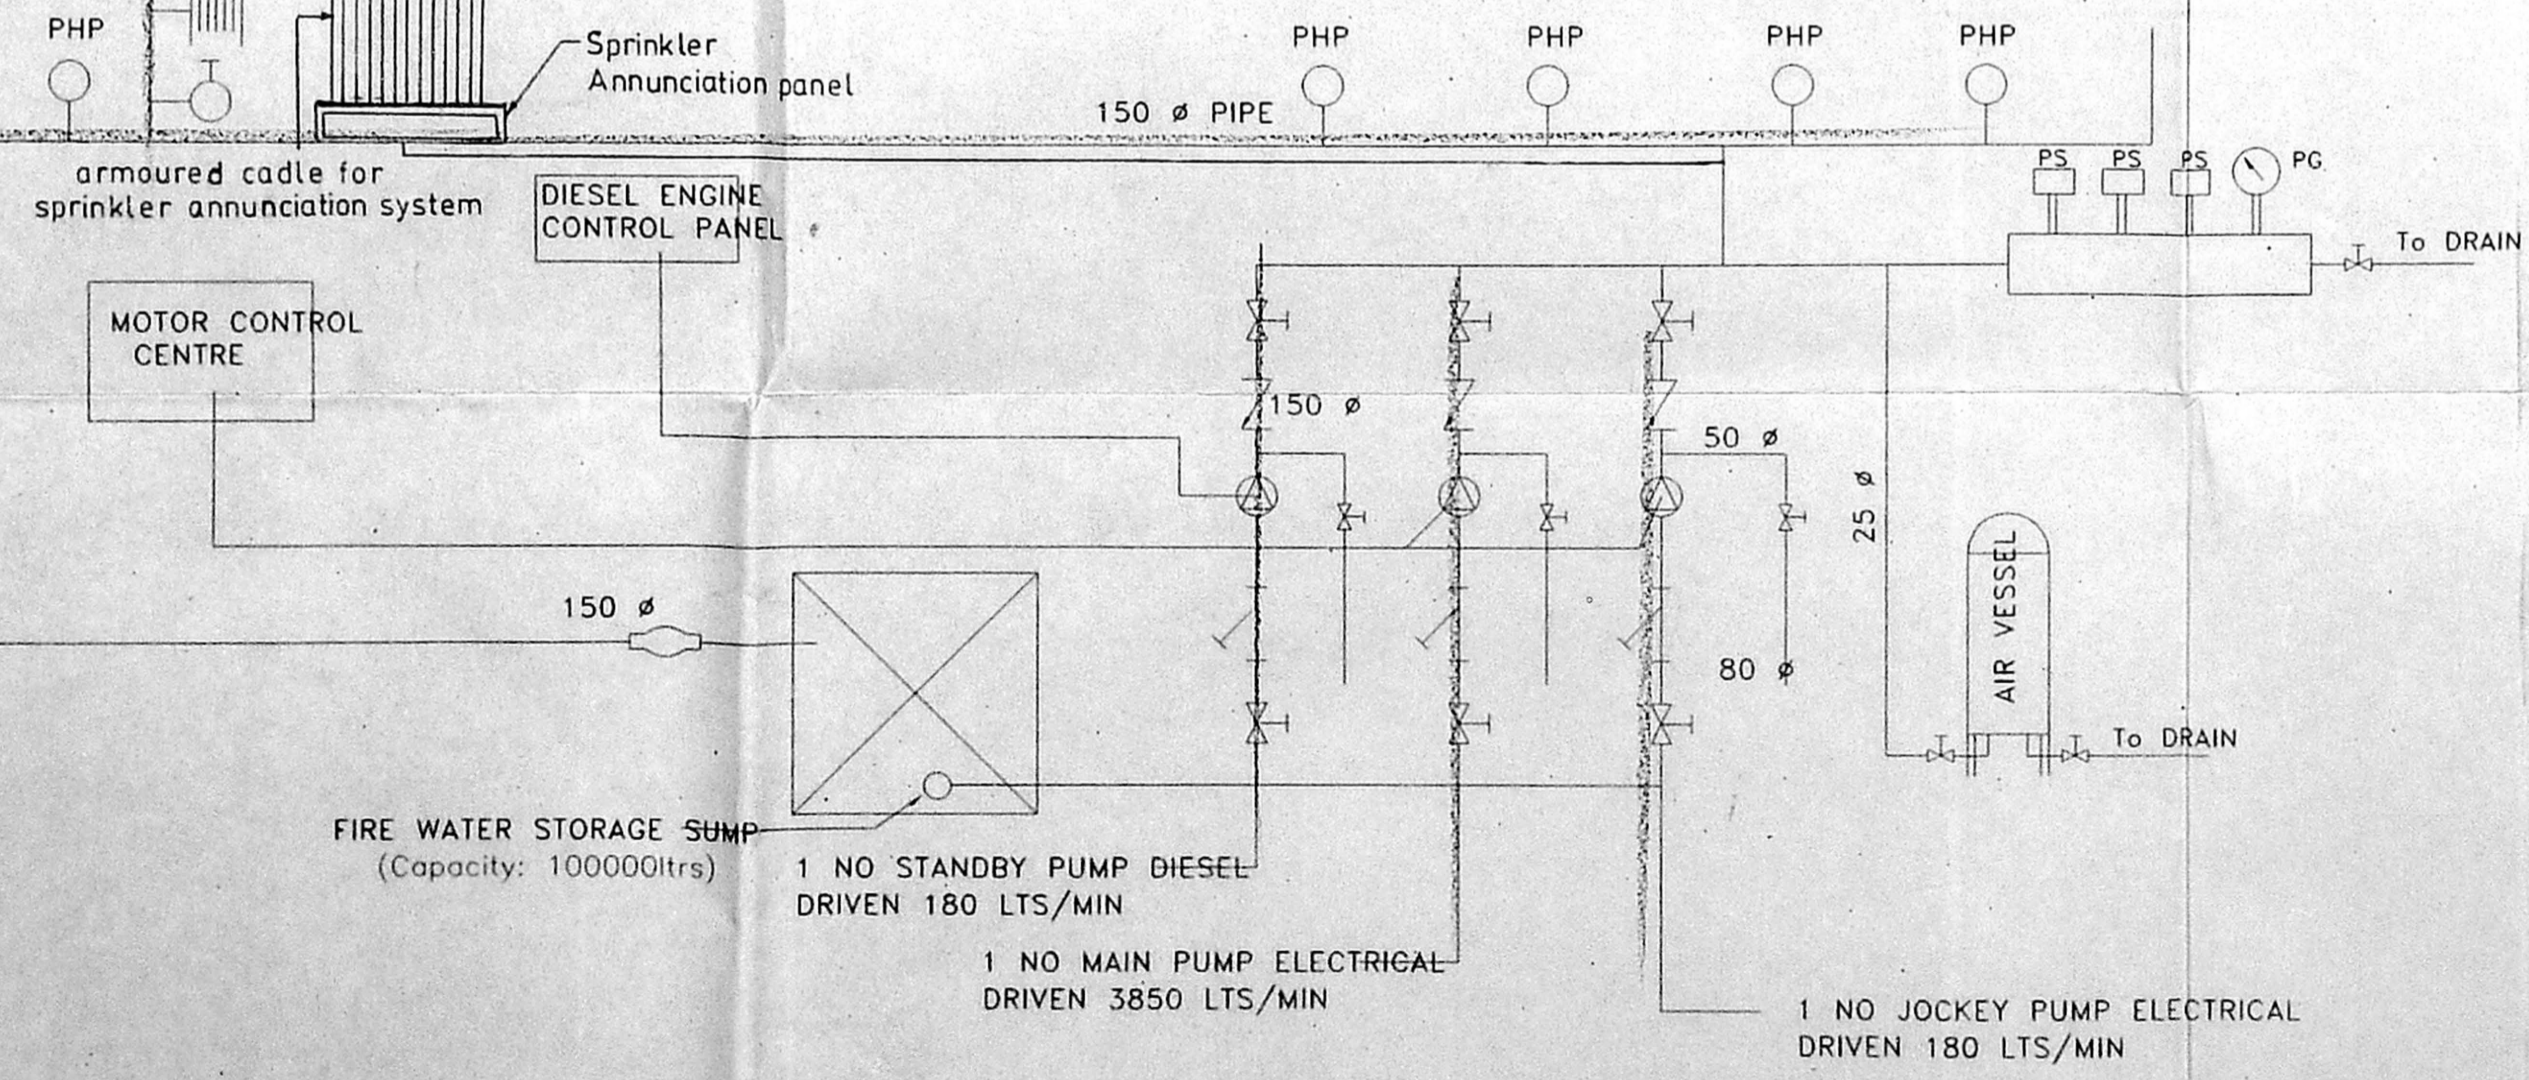 PHP
Sprinkler
Annunciation panel
PHP
PHP
PHP
PHP
150 ø PIPE
armoured cadle for
sprinkler annunciation system
DIESEL ENGINE
CONTROL PANEL
PS
PS
PS
PG
To DRAIN
MOTOR CONTROL
CENTRE
150 ø
50 ø
25 ø
AIR VESSEL
150 ø
80 ø
To DRAIN
FIRE WATER STORAGE SUMP
(Capacity: 100000ltrs)
1 NO STANDBY PUMP DIESEL
DRIVEN 180 LTS/MIN
1 NO MAIN PUMP ELECTRICAL
DRIVEN 3850 LTS/MIN
1 NO JOCKEY PUMP ELECTRICAL
DRIVEN 180 LTS/MIN